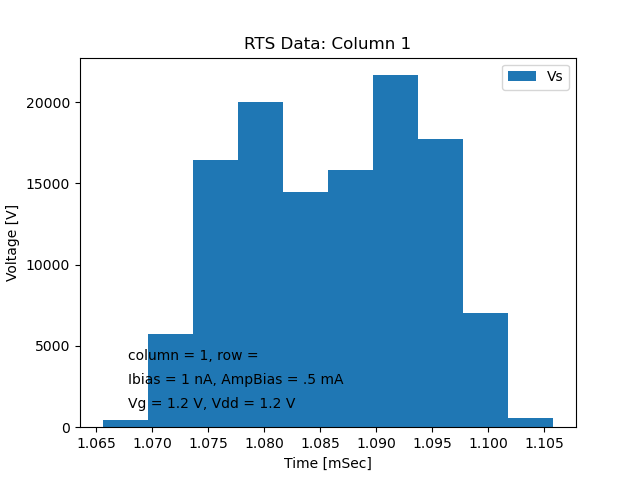 RTS Data: Column 1
Vs
Voltage [V]
20000
15000
10000
5000
0
column = 1, row =
Ibias = 1 nA, AmpBias = .5 mA
Vg = 1.2 V, Vdd = 1.2 V
1.065 1.070 1.075 1.080 1.085 1.090 1.095 1.100 1.105
Time [mSec]